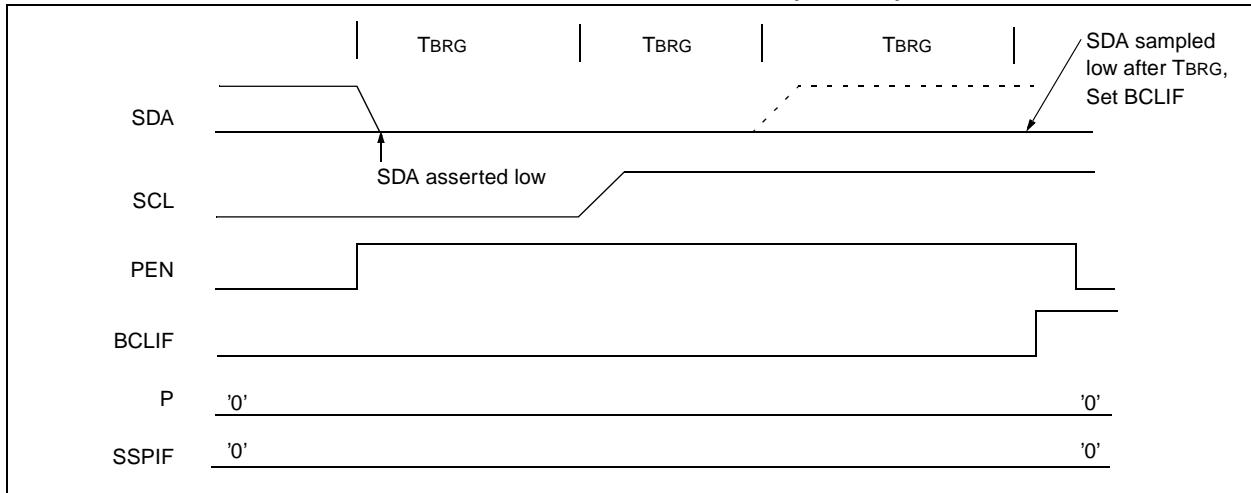 TBRG TBRG TBRG
SDA sampled
low after TBRG,
Set BCLIF
SDA
SDA asserted low
SCL
PEN
BCLIF
P '0' '0'
SSPIF '0' '0'